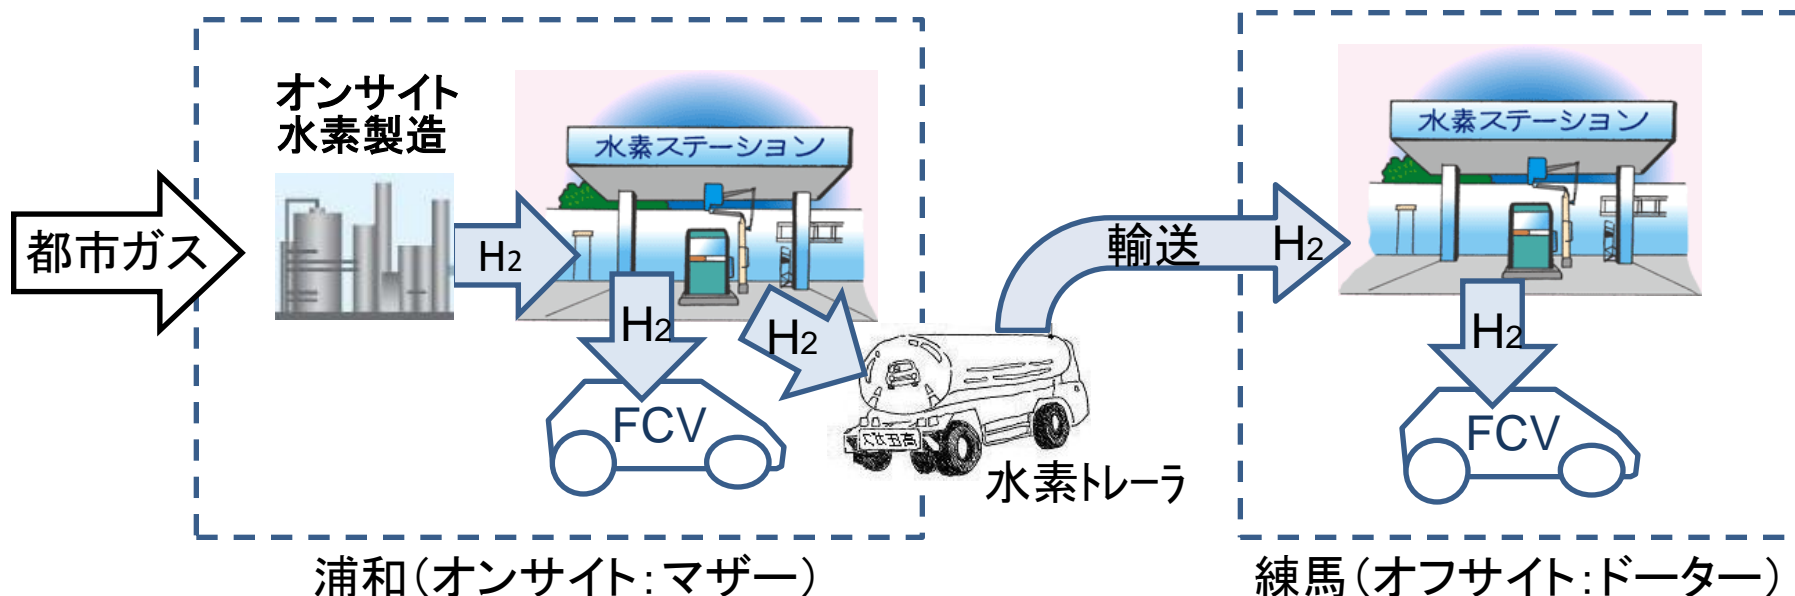 オンサイト
水素製造
水素ステーション
水素ステーション
都市ガス
H2
輸送
H2
H2
H2
H2
FCV
FCV
水素トレーラ
浦和（オンサイト：マザー）
練馬（オフサイト：ドーター）